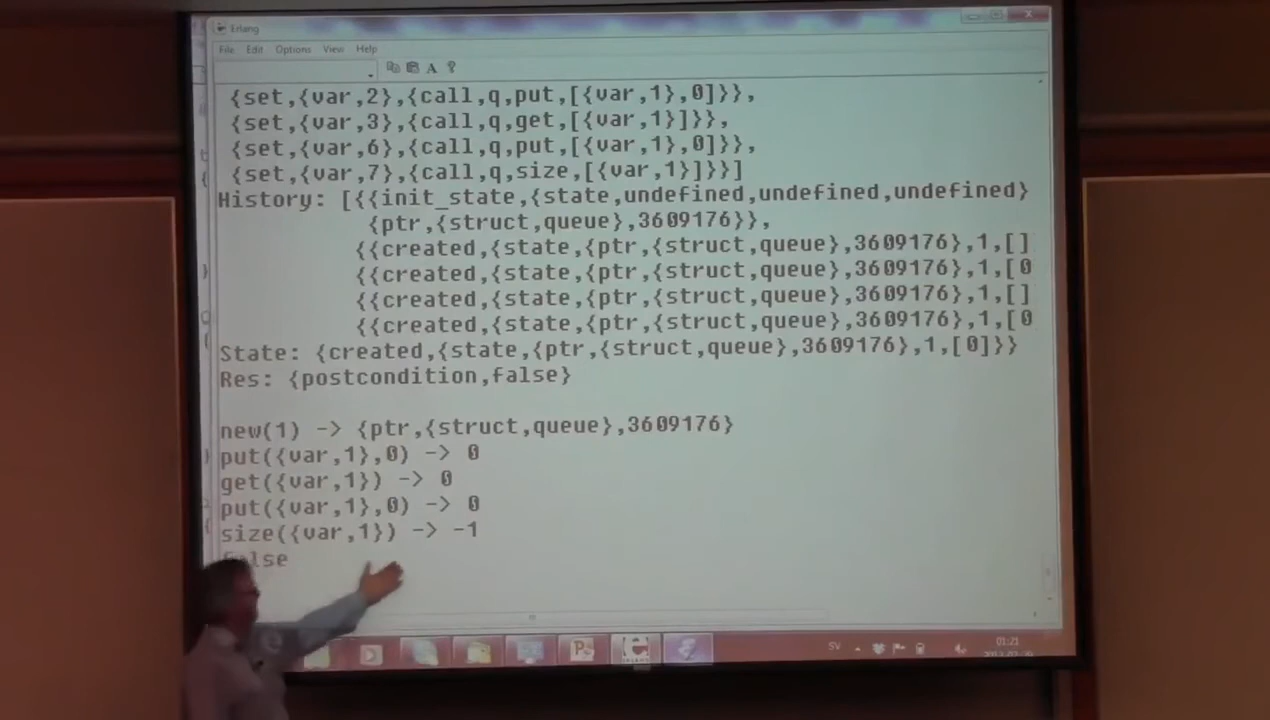 Erlang
File Edit Options View Help
{set,{var,2},{call,q,put,[{var,1},0]}},
{set,{var,3},{call,q,get,[{var,1}]}},
{set,{var,6},{call,q,put,[{var,1},0]}},
{set,{var,7},{call,q,size,[{var,1}]}}]
History: [{{init_state,{state,undefined,undefined,undefined}
{ptr,{struct,queue},3609176}},
{{created,{state,{ptr,{struct,queue},3609176},1,[]
{{created,{state,{ptr,{struct,queue},3609176},1,[0
{{created,{state,{ptr,{struct,queue},3609176},1,[]
{{created,{state,{ptr,{struct,queue},3609176},1,[0
State: {created,{state,{ptr,{struct,queue},3609176},1,[0]}}
Res: {postcondition,false}
new(1) -> {ptr,{struct,queue},3609176}
put({var,1},0) -> 0
get({var,1}) -> 0
put({var,1},0) -> 0
size({var,1}) -> -1
false
SV 01:21